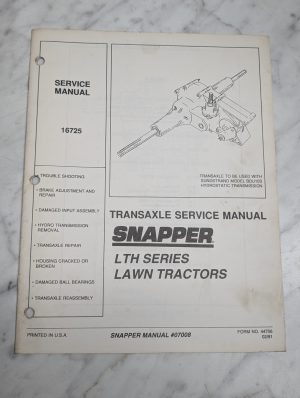 SERVICE
MANUAL
16725
TRANSAXLE TO BE USED WITH
SUNDSTRAND MODEL BDU10S
HYDROSTATIC TRANSMISSION
• TROUBLE SHOOTING
• BRAKE ADJUSTMENT AND
REPAIR
• DAMAGED INPUT ASSEMBLY
• HYDRO TRANSMISSION
REMOVAL
• TRANSAXLE REPAIR
• HOUSING CRACKED OR
BROKEN
• DAMAGED BALL BEARINGS
• TRANSAXLE REASSEMBLY
TRANSAXLE SERVICE MANUAL
SNAPPER
LTH SERIES
LAWN TRACTORS
PRINTED IN U.S.A.
SNAPPER MANUAL #07008
FORM NO.